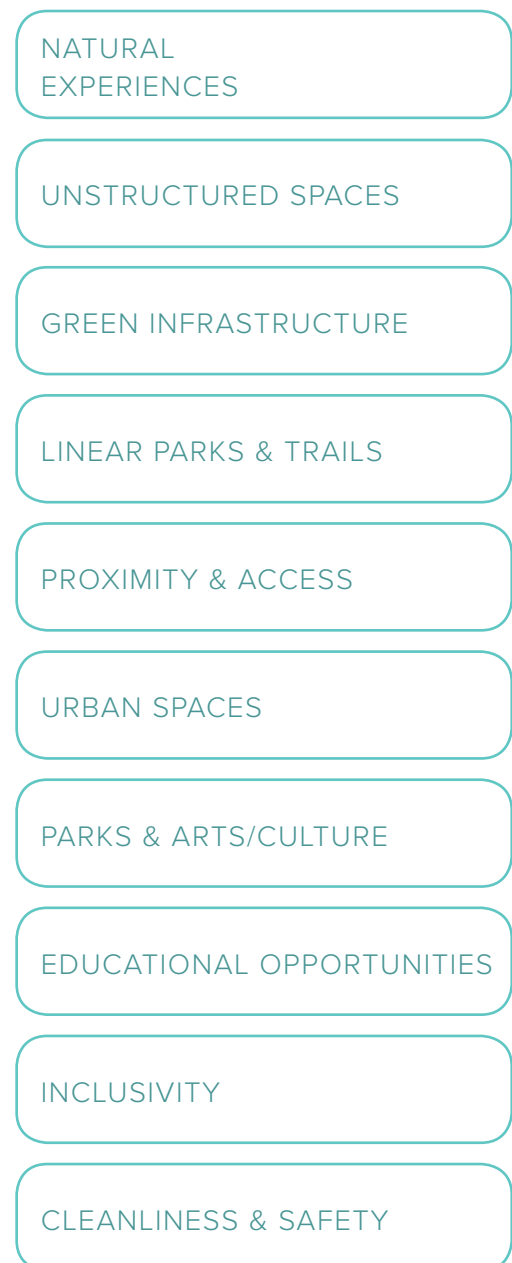 NATURAL
EXPERIENCES
UNSTRUCTURED SPACES
GREEN INFRASTRUCTURE
LINEAR PARKS & TRAILS
PROXIMITY & ACCESS
URBAN SPACES
PARKS & ARTS/CULTURE
EDUCATIONAL OPPORTUNITIES
INCLUSIVITY
CLEANLINESS & SAFETY